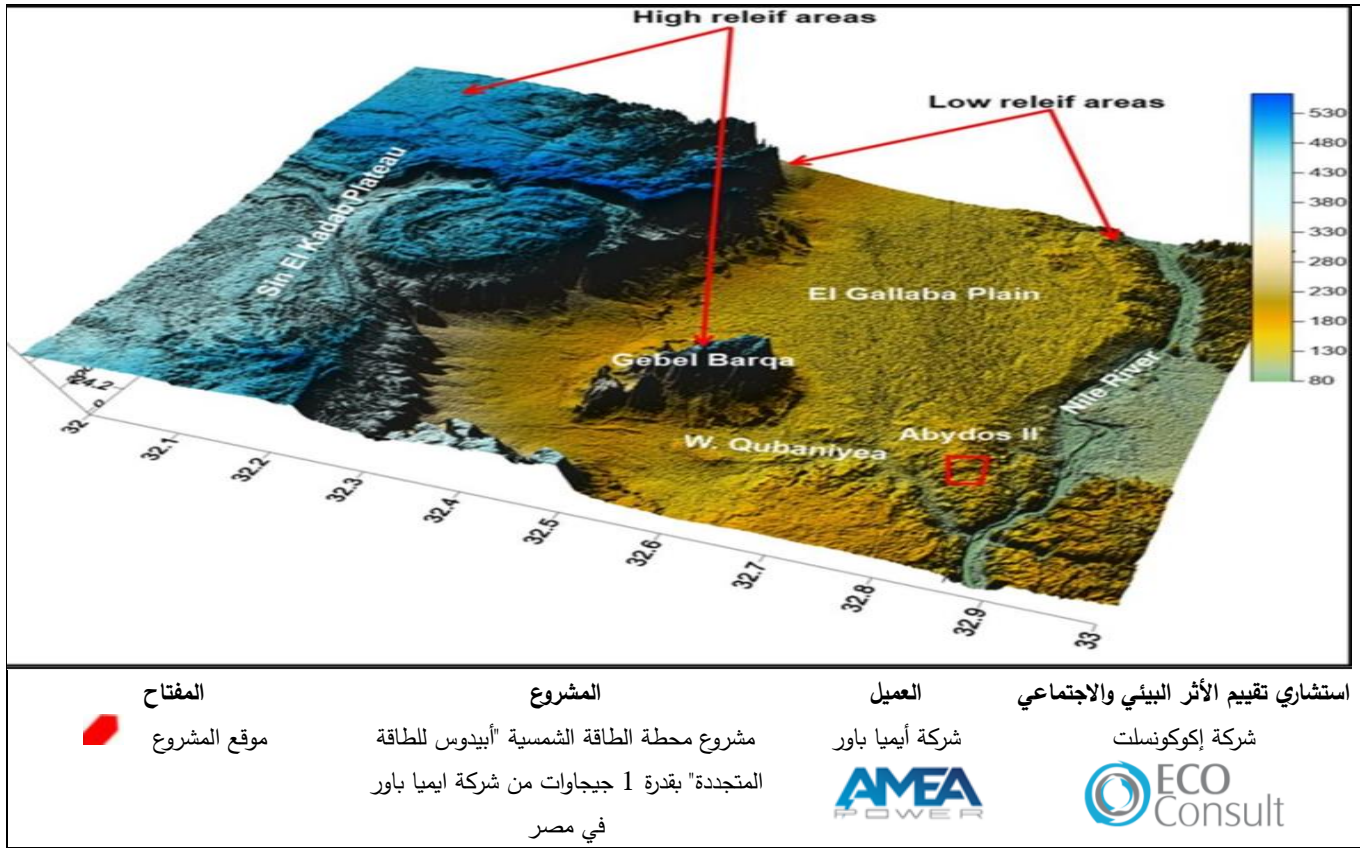 High releif areas
Low releif areas
530
480
430
380
330
280
230
180
130
80
Sin El Kadab Plateau
El Gallaba Plain
Gebel Barqa
Nile River
W. Qubaniyea
Abydos II
32
32.1
32.2
32.3
32.4
32.5
32.6
32.7
32.8
32.9
33
استشاري تقييم الأثر البيئي والاجتماعي
شركة إكوكونسلت
ECO
Consult
العميل
شركة أيميا باور
AMEA
POWER
المشروع
مشروع محطة الطاقة الشمسية "أبيدوس للطاقة
المتجددة" بقدرة 1 جيجاوات من شركة ايميا باور
في مصر
المفتاح
موقع المشروع